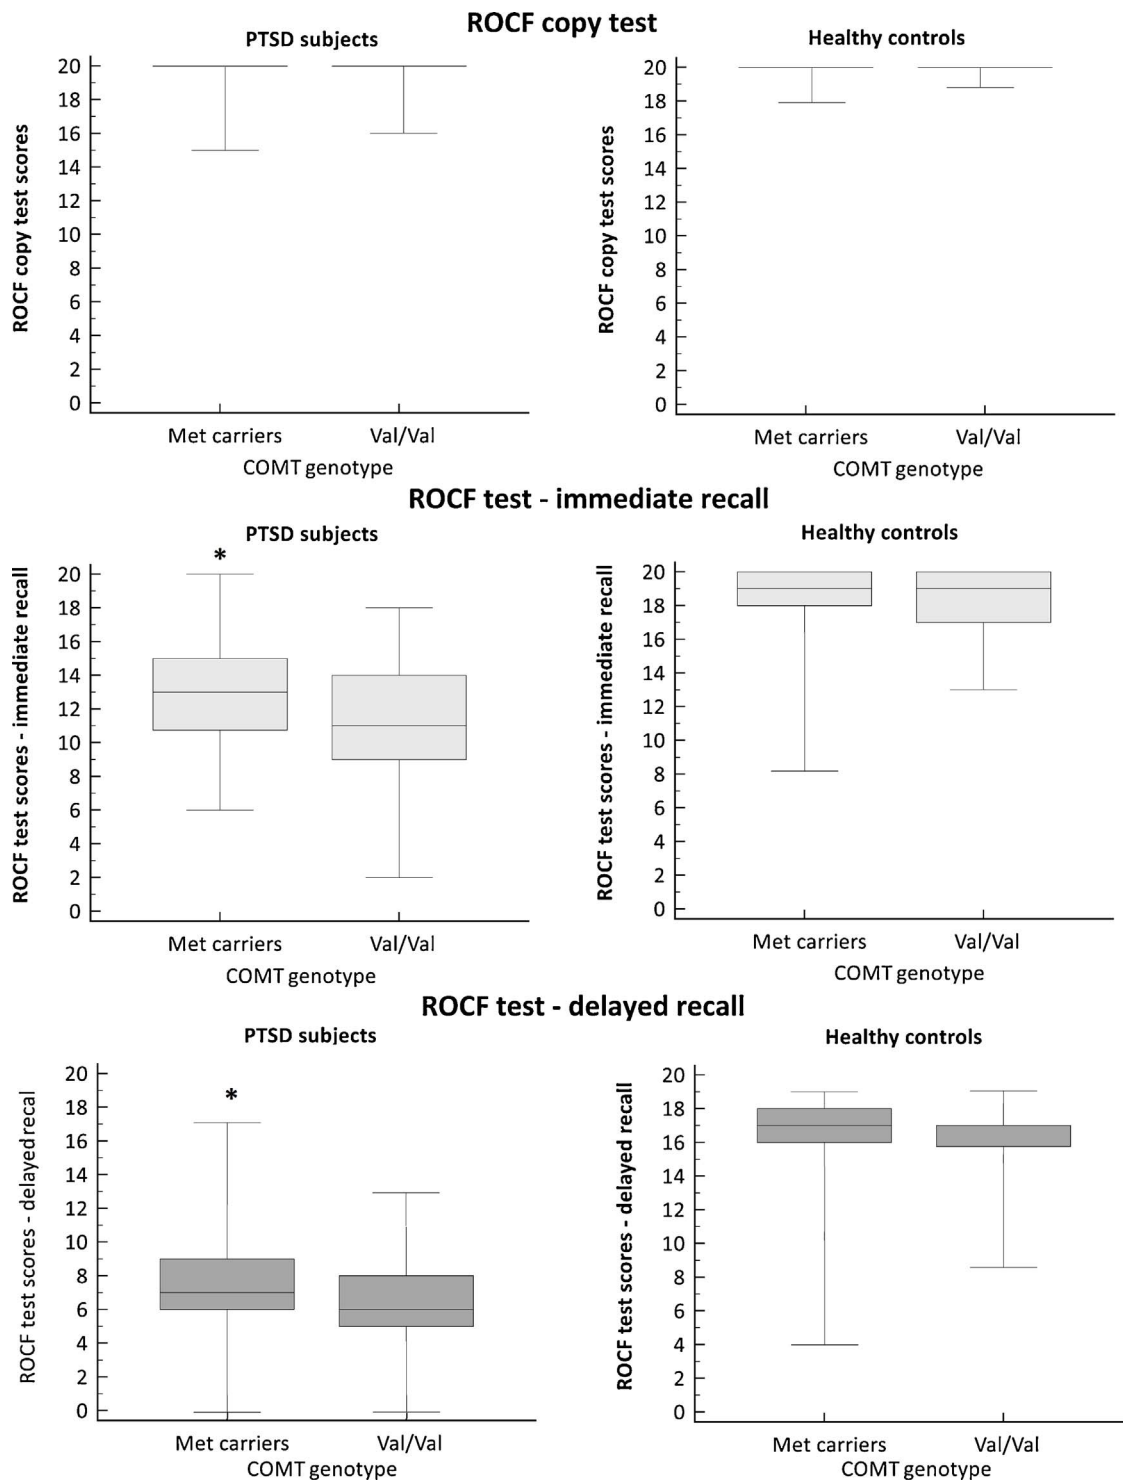 ROCF copy test
PTSD subjects
ROCF copy test scores
20
18
16
14
12
10
8
6
4
2
0
Met carriers
Val/Val
COMT genotype
Healthy controls
ROCF copy test scores
20
18
16
14
12
10
8
6
4
2
0
Met carriers
Val/Val
COMT genotype
ROCF test - immediate recall
PTSD subjects
ROCF test scores - immediate recall
20
18
16
14
12
10
8
6
4
2
0
*
Met carriers
Val/Val
COMT genotype
Healthy controls
ROCF test scores - immediate recall
20
18
16
14
12
10
8
6
4
2
0
Met carriers
Val/Val
COMT genotype
ROCF test - delayed recall
PTSD subjects
ROCF test scores - delayed recal
20
18
16
14
12
10
8
6
4
2
0
*
Met carriers
Val/Val
COMT genotype
Healthy controls
ROCF test scores - delayed recall
20
18
16
14
12
10
8
6
4
2
0
Met carriers
Val/Val
COMT genotype